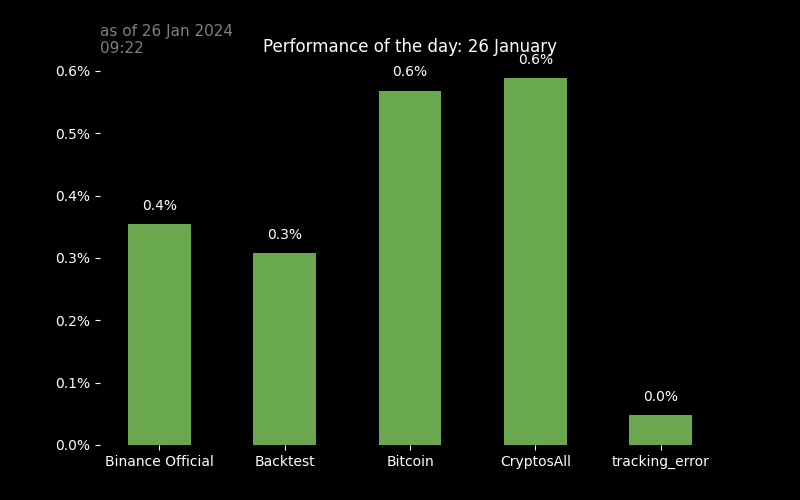 as of 26 Jan 2024
09:22
Performance of the day: 26 January
0.6%
0.5%
0.4%
0.3%
0.2%
0.1%
0.0%
0.4%
0.3%
0.6%
0.6%
0.0%
Binance Official
Backtest
Bitcoin
CryptosAll
tracking_error